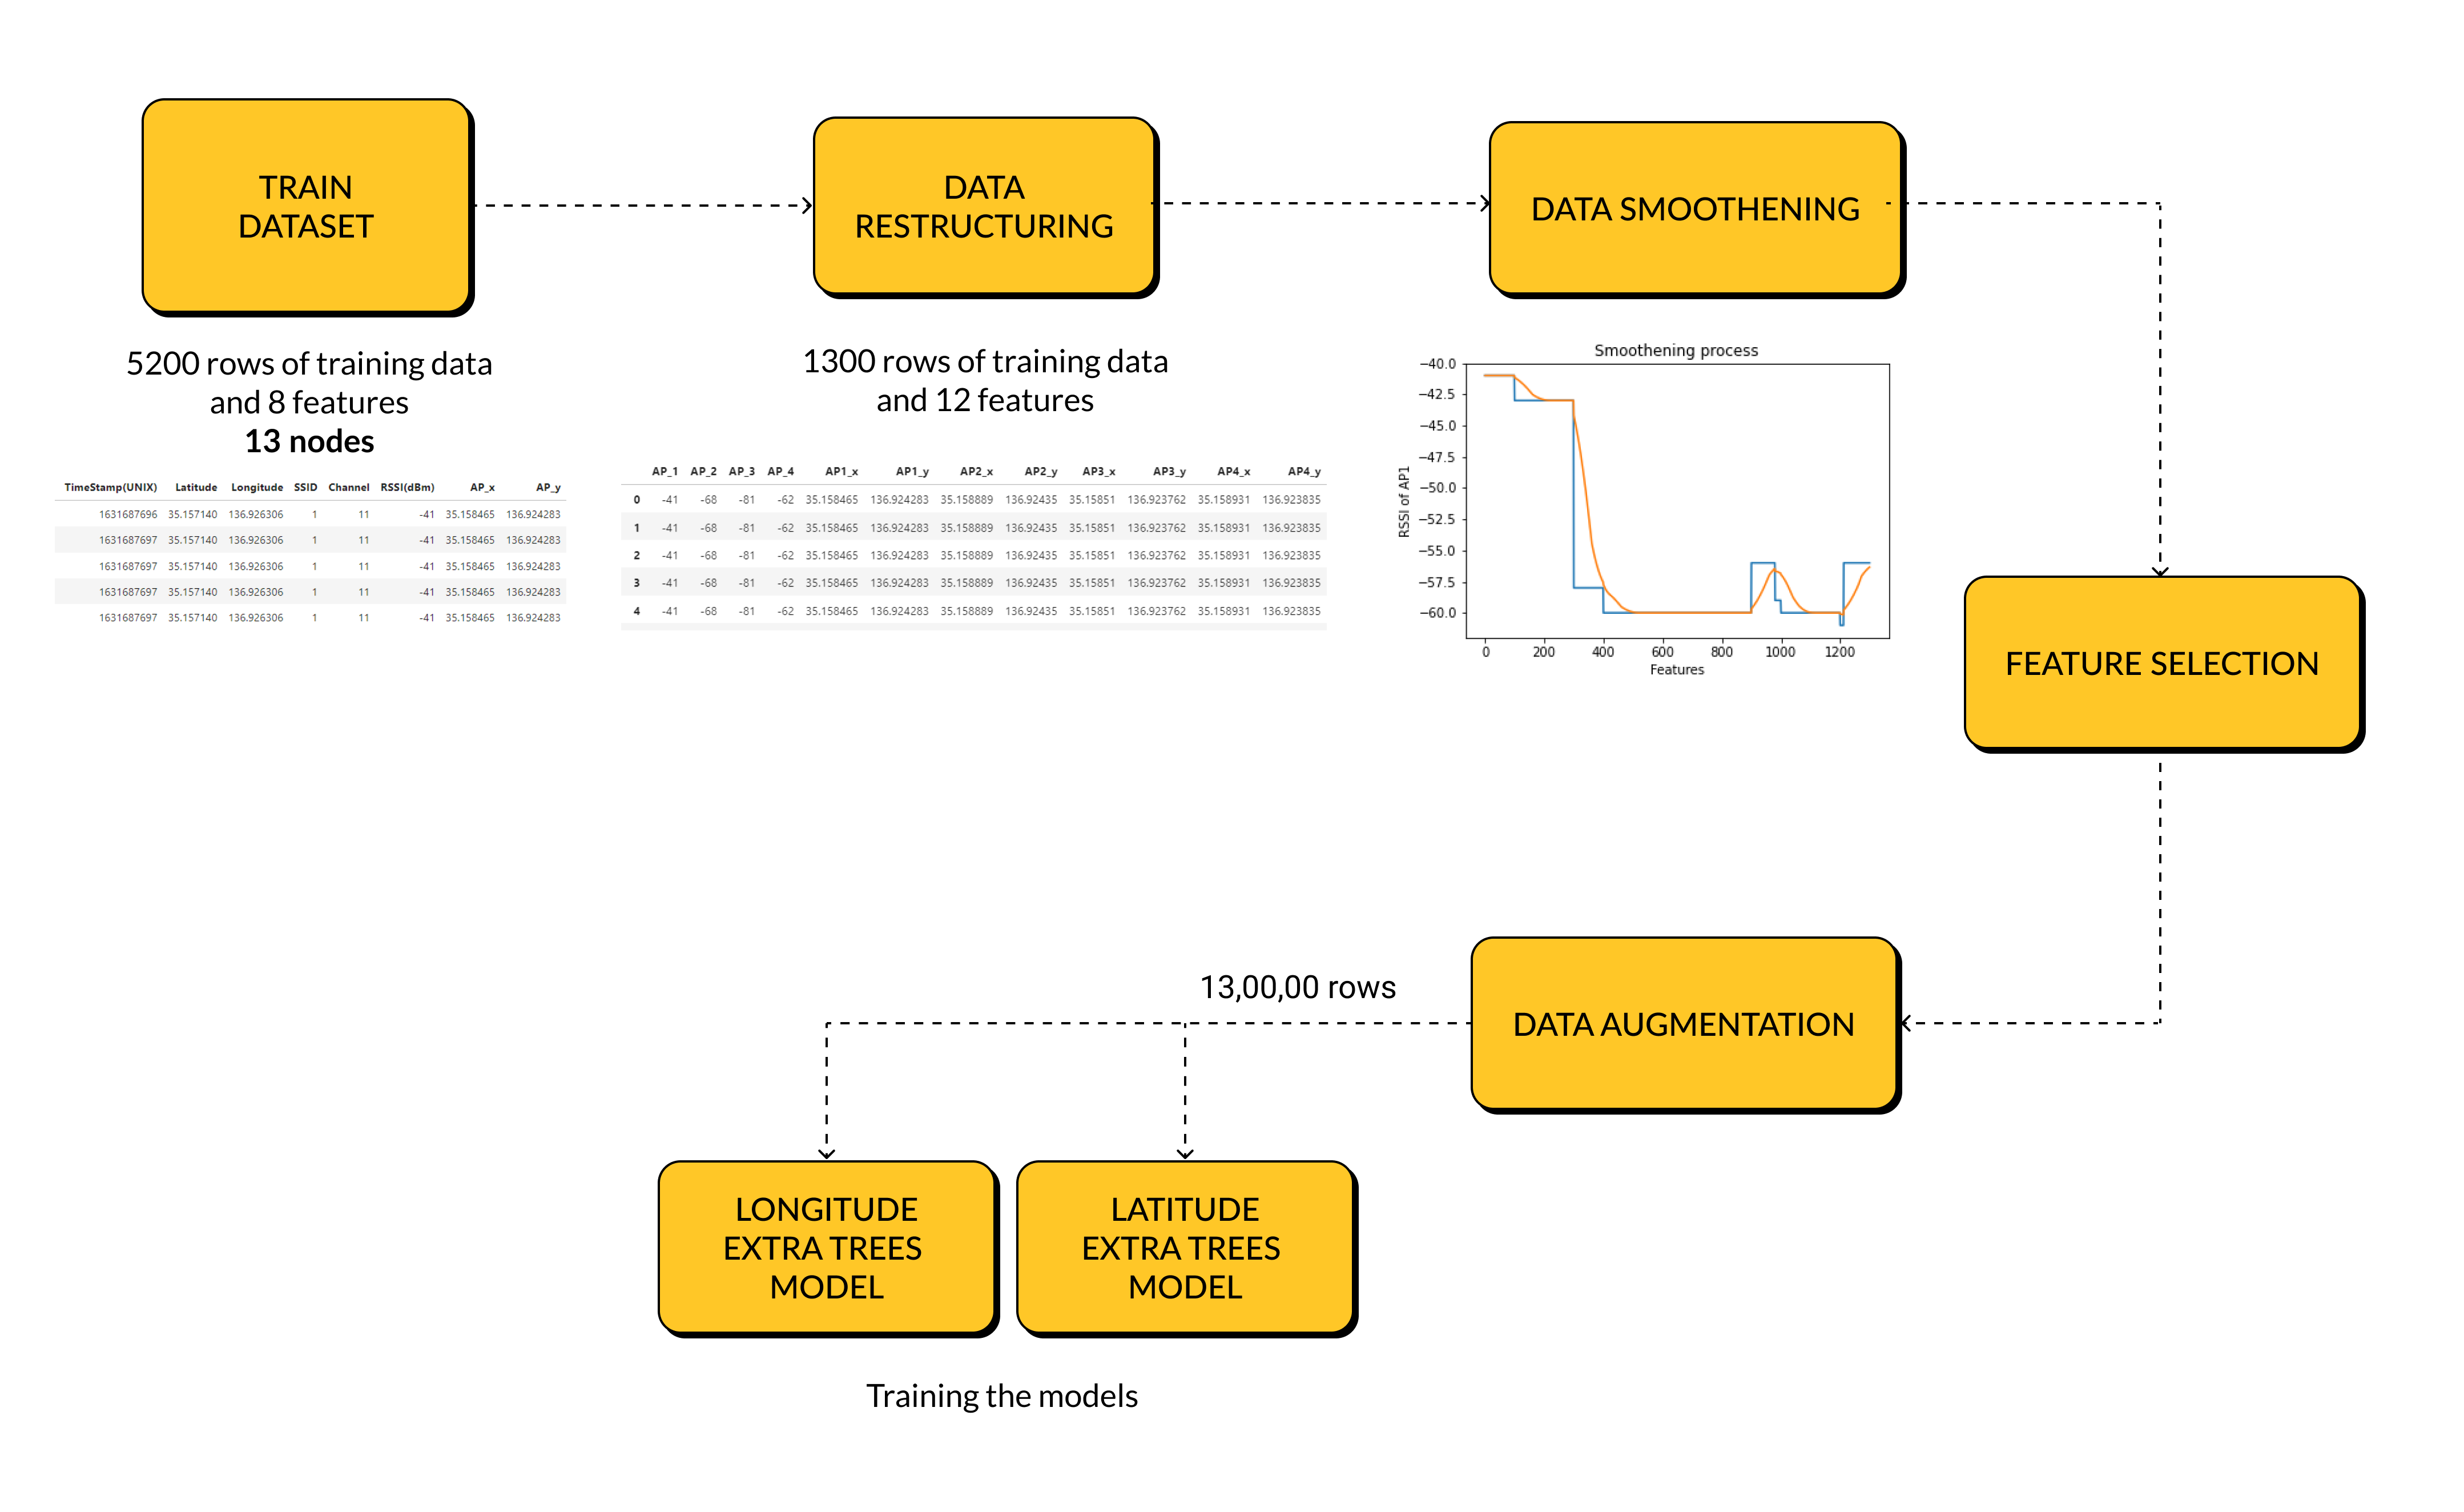 TRAIN
DATASET
DATA
RESTRUCTURING
DATA SMOOTHENING
5200 rows of training data
and 8 features
13 nodes
TimeStamp(UNIX) Latitude Longitude SSID Channel RSSI(dBm) AP_x AP_y
1631687696 35.157140 136.926306 1 11 -41 35.158465 136.924283
1631687697 35.157140 136.926306 1 11 -41 35.158465 136.924283
1631687697 35.157140 136.926306 1 11 -41 35.158465 136.924283
1631687697 35.157140 136.926306 1 11 -41 35.158465 136.924283
1631687697 35.157140 136.926306 1 11 -41 35.158465 136.924283
1300 rows of training data
and 12 features
AP_1 AP_2 AP_3 AP_4 AP1_x AP1_y AP2_x AP2_y AP3_x AP3_y AP4_x AP4_y
0 -41 -68 -81 -62 35.158465 136.924283 35.158889 136.92435 35.15851 136.923762 35.158931 136.923835
1 -41 -68 -81 -62 35.158465 136.924283 35.158889 136.92435 35.15851 136.923762 35.158931 136.923835
2 -41 -68 -81 -62 35.158465 136.924283 35.158889 136.92435 35.15851 136.923762 35.158931 136.923835
3 -41 -68 -81 -62 35.158465 136.924283 35.158889 136.92435 35.15851 136.923762 35.158931 136.923835
4 -41 -68 -81 -62 35.158465 136.924283 35.158889 136.92435 35.15851 136.923762 35.158931 136.923835
Smoothening process
−40.0
−42.5
−45.0
−47.5
−50.0
−52.5
−55.0
−57.5
−60.0
RSSI of AP1
0 200 400 600 800 1000 1200
Features
FEATURE SELECTION
DATA AUGMENTATION
13,00,00 rows
LONGITUDE
EXTRA TREES
MODEL
LATITUDE
EXTRA TREES
MODEL
Training the models